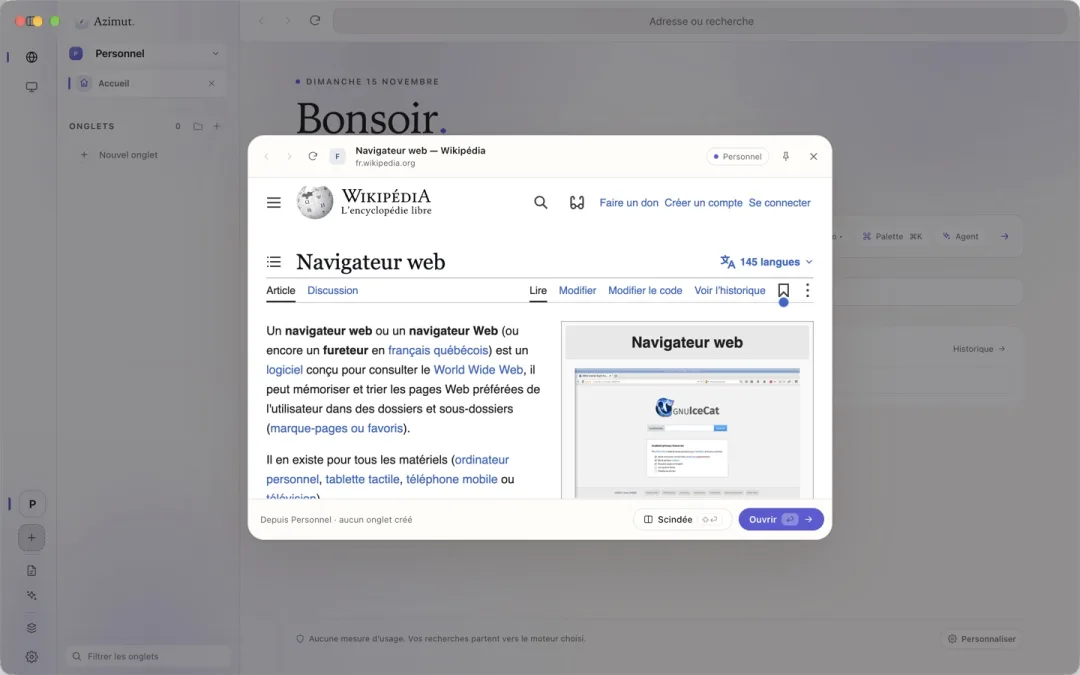 Azimut.
Adresse ou recherche
P
Personnel
Accueil
ONGLETS
0
Nouvel onglet
DIMANCHE 15 NOVEMBRE
Bonsoir.
F
Navigateur web — Wikipédia
fr.wikipedia.org
Personnel
WIKIPÉDIA
L'encyclopédie libre
Faire un don
Créer un compte
Se connecter
Navigateur web
145 langues
Article
Discussion
Lire
Modifier
Modifier le code
Voir l'historique
Un navigateur web ou un navigateur Web (ou
encore un fureteur en français québécois) est un
logiciel conçu pour consulter le World Wide Web, il
peut mémoriser et trier les pages Web préférées de
l'utilisateur dans des dossiers et sous-dossiers
(marque-pages ou favoris).
Il en existe pour tous les matériels (ordinateur
personnel, tablette tactile, téléphone mobile ou
télévision)
Navigateur web
GNUIceCat
Depuis Personnel · aucun onglet créé
Scindée
Ouvrir
Palette ⌘K
Agent
Historique
P
Filtrer les onglets
Aucune mesure d'usage. Vos recherches partent vers le moteur choisi.
Personnaliser